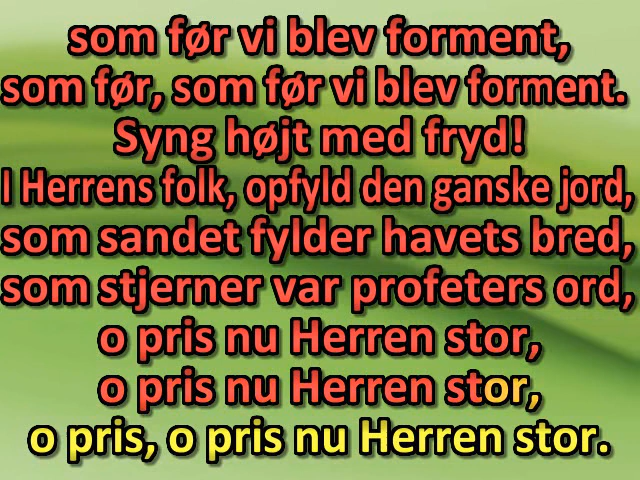 som før vi blev forment,
som før, som før vi blev forment.
Syng højt med fryd!
I Herrens folk, opfyld den ganske jord,
som sandet fylder havets bred,
som stjerner var profeters ord,
o pris nu Herren stor,
o pris nu Herren stor,
o pris, o pris nu Herren stor.